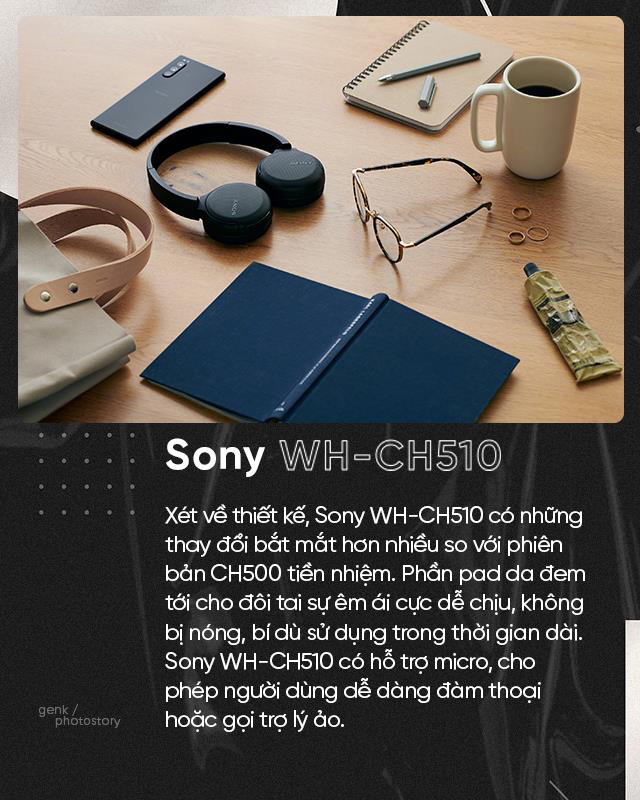 SONY
SONY
Sony WH-CH510
Xét về thiết kế, Sony WH-CH510 có những
thay đổi bắt mắt hơn nhiều so với phiên
bản CH500 tiền nhiệm. Phần pad da đem
tới cho đôi tai sự êm ái cực dễ chịu, không
bị nóng, bí dù sử dụng trong thời gian dài.
Sony WH-CH510 có hỗ trợ micro, cho
phép người dùng dễ dàng đàm thoại
hoặc gọi trợ lý ảo.
genk /
photostory